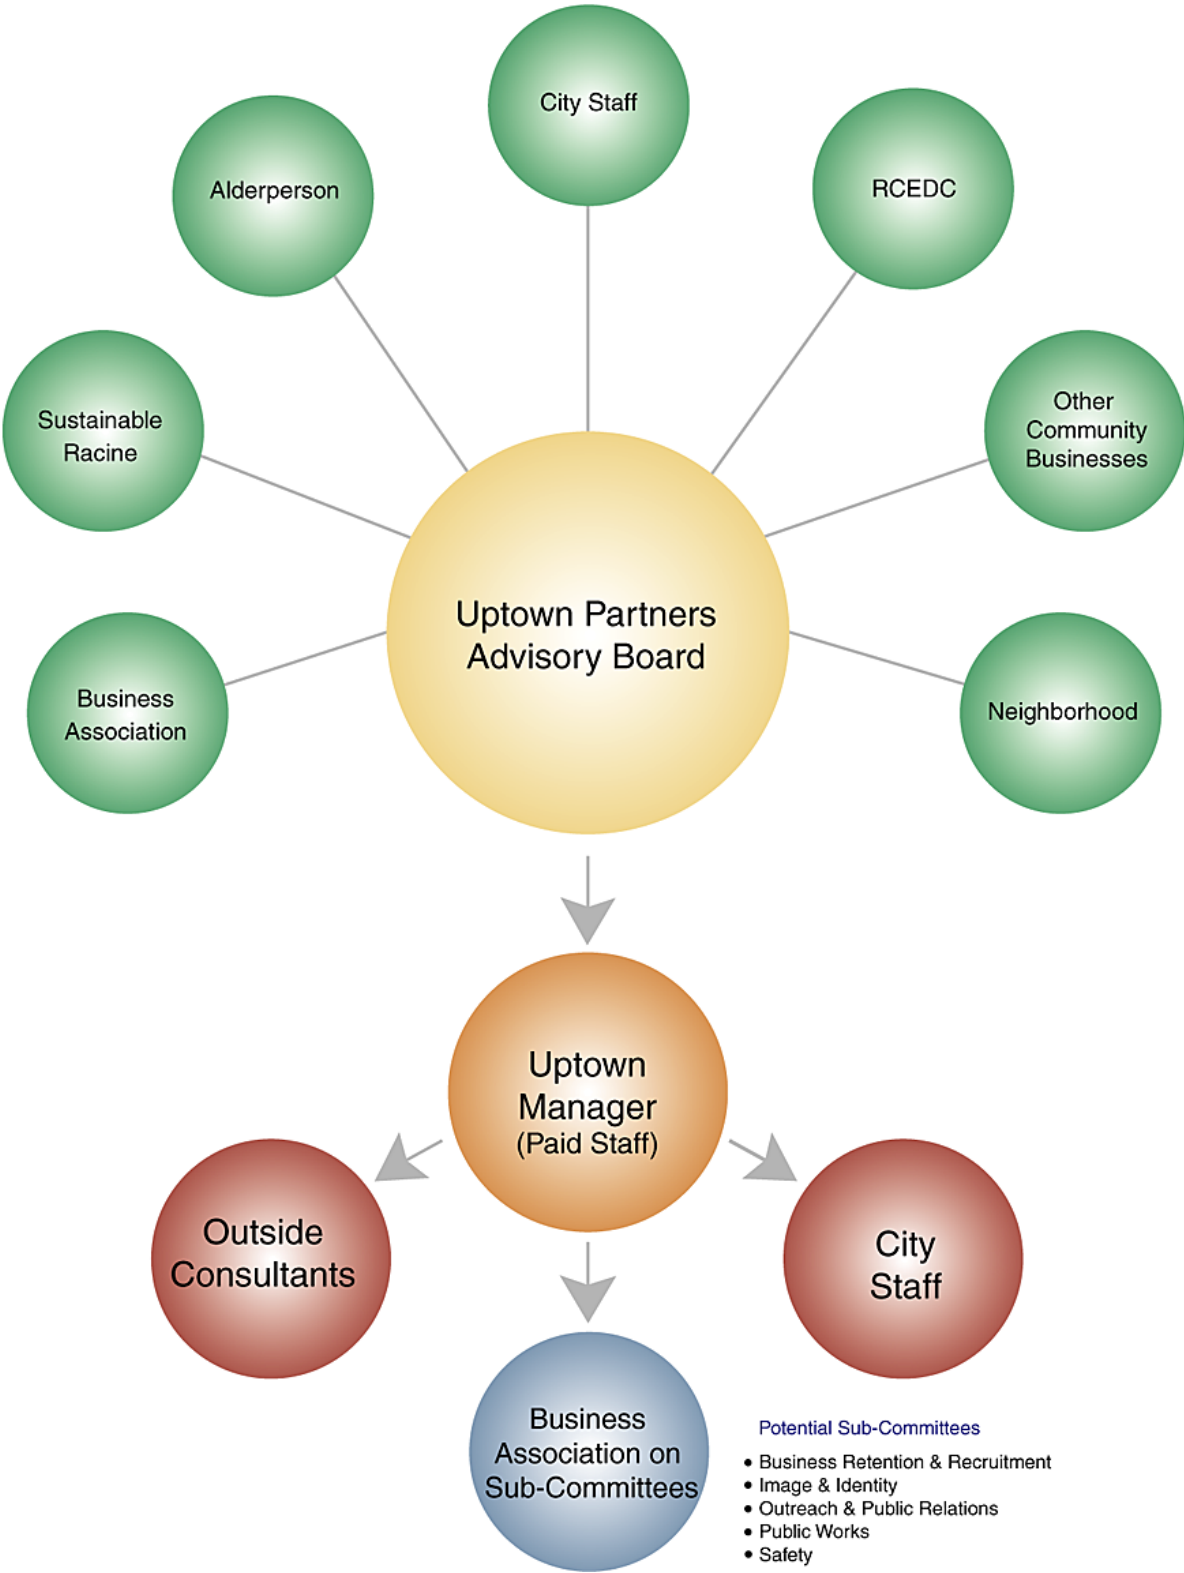 City Staff
Alderperson
RCEDC
Sustainable
Racine
Other
Community
Businesses
Uptown Partners
Advisory Board
Business
Association
Neighborhood
Uptown
Manager
(Paid Staff)
Outside
Consultants
City
Staff
Business
Association on
Sub-Committees
Potential Sub-Committees
• Business Retention & Recruitment
• Image & Identity
• Outreach & Public Relations
• Public Works
• Safety